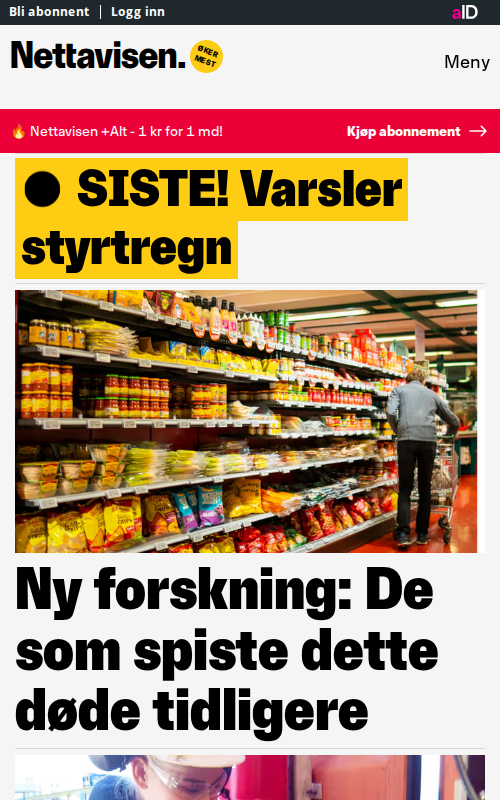 Bli abonnent | Logg inn
aID
Nettavisen.
ØKER
MEST
Meny
Nettavisen +Alt - 1 kr for 1 md!
Kjøp abonnement →
SISTE! Varsler
styrtregn
Ny forskning: De
som spiste dette
døde tidligere